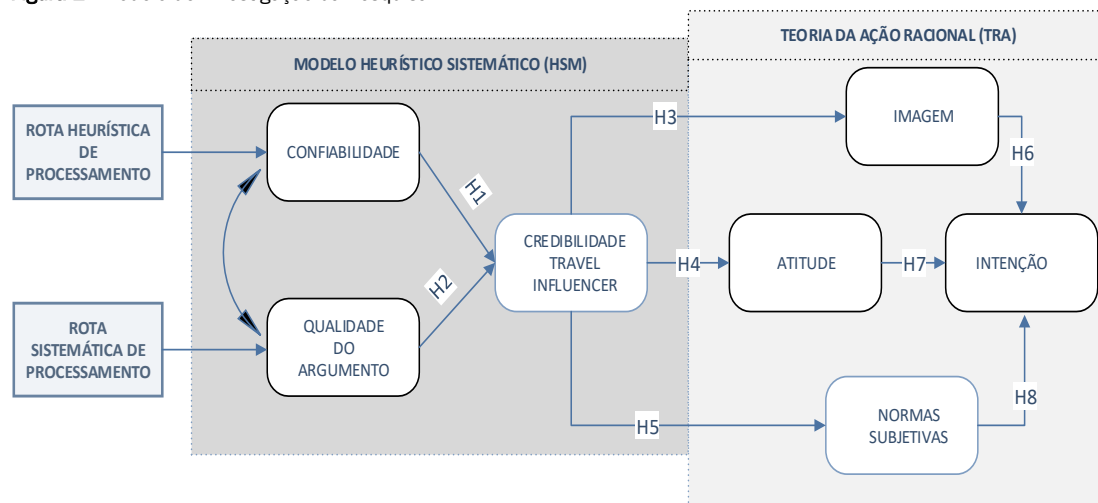 TEORIA DA AÇÃO RACIONAL (TRA)
MODELO HEURÍSTICO SISTEMÁTICO (HSM)
ROTA HEURÍSTICA
DE
PROCESSAMENTO
CONFIABILIDADE
H1
H3
IMAGEM
H6
CREDIBILIDADE
TRAVEL
INFLUENCER
H4
ATITUDE
H7
INTENÇÃO
H2
ROTA
SISTEMÁTICA DE
PROCESSAMENTO
QUALIDADE
DO
ARGUMENTO
H5
NORMAS
SUBJETIVAS
H8